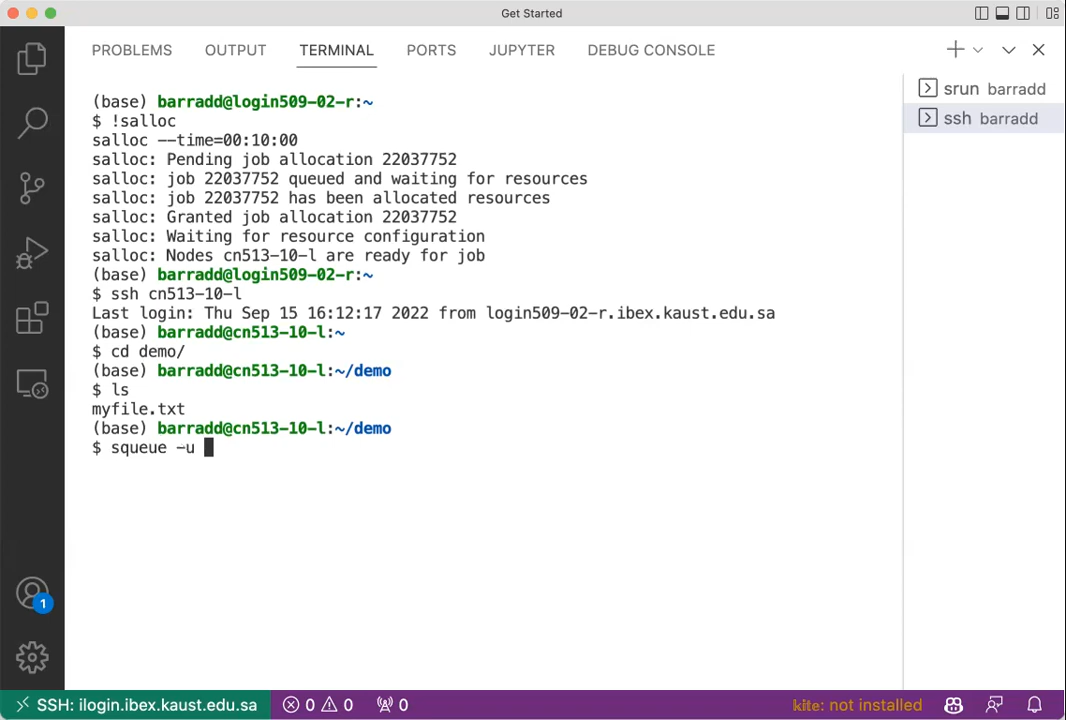 Get Started
PROBLEMS OUTPUT TERMINAL PORTS JUPYTER DEBUG CONSOLE
srun barradd
ssh barradd
(base) barradd@login509-02-r:~
$ !salloc
salloc --time=00:10:00
salloc: Pending job allocation 22037752
salloc: job 22037752 queued and waiting for resources
salloc: job 22037752 has been allocated resources
salloc: Granted job allocation 22037752
salloc: Waiting for resource configuration
salloc: Nodes cn513-10-l are ready for job
(base) barradd@login509-02-r:~
$ ssh cn513-10-l
Last login: Thu Sep 15 16:12:17 2022 from login509-02-r.ibex.kaust.edu.sa
(base) barradd@cn513-10-l:~
$ cd demo/
(base) barradd@cn513-10-l:~/demo
$ ls
myfile.txt
(base) barradd@cn513-10-l:~/demo
$ squeue -u
1
SSH: ilogin.ibex.kaust.edu.sa 0 0 0 kite: not installed